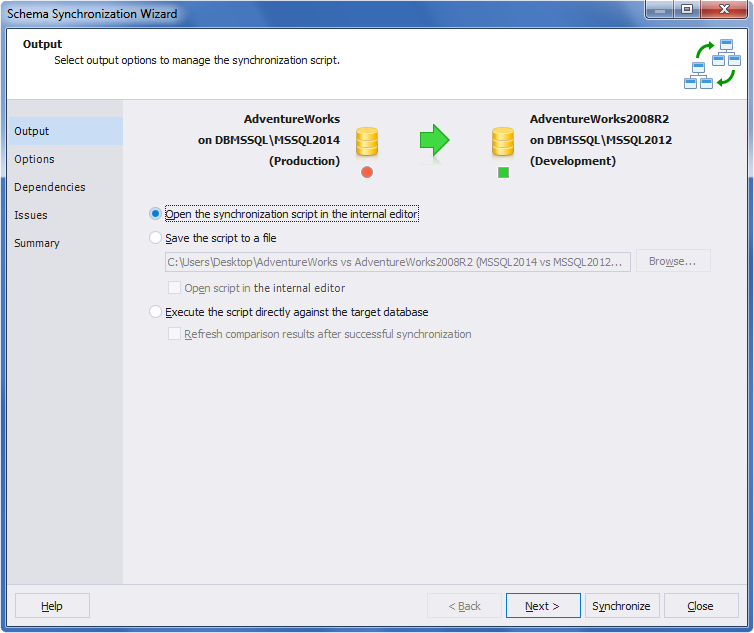 Schema Synchronization Wizard
Output
Select output options to manage the synchronization script.
Output
Options
Dependencies
Issues
Summary
AdventureWorks
on DBMSSQL\MSSQL2014
(Production)
AdventureWorks2008R2
on DBMSSQL\MSSQL2012
(Development)
Open the synchronization script in the internal editor
Save the script to a file
C:\Users\Desktop\AdventureWorks vs AdventureWorks2008R2 (MSSQL2014 vs MSSQL2012...
Browse...
Open script in the internal editor
Execute the script directly against the target database
Refresh comparison results after successful synchronization
Help
< Back
Next >
Synchronize
Close